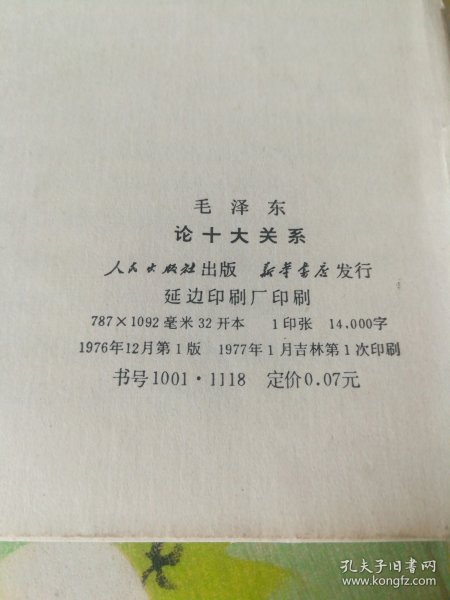 毛泽东
论十大关系
人民出版社出版 新华书店发行
延边印刷厂印刷
787×1092毫米32开本 1印张 14,000字
1976年12月第1版 1977年1月吉林第1次印刷
书号1001·1118 定价0.07元
孔夫子旧书网
www.kongfz.com